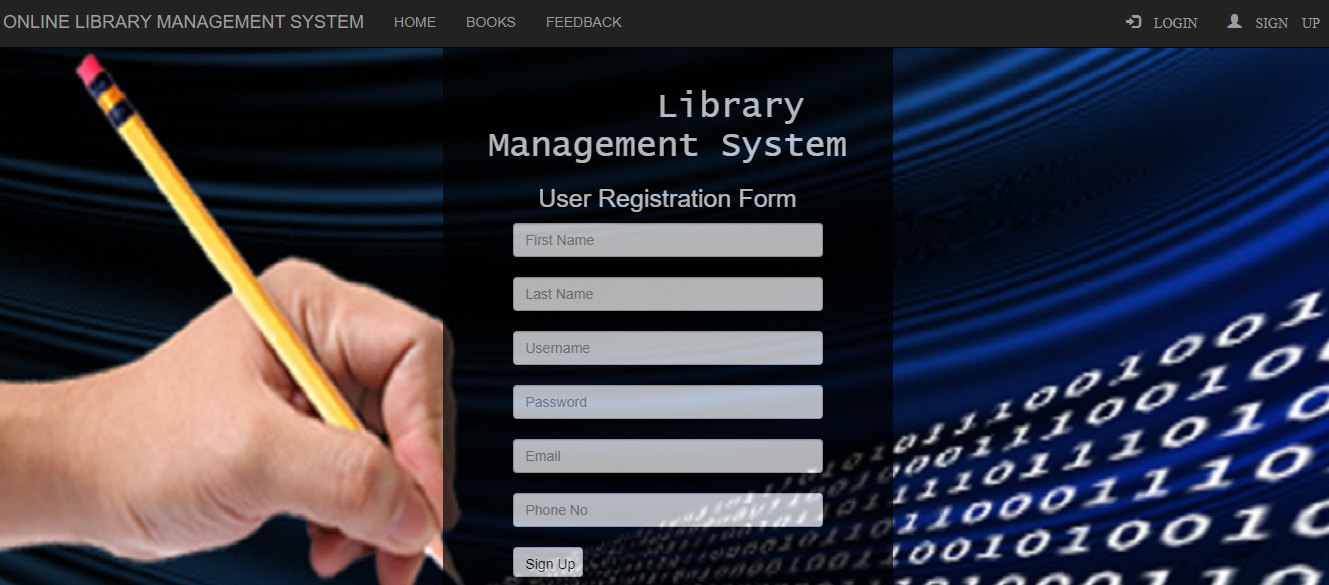 ONLINE LIBRARY MANAGEMENT SYSTEM HOME BOOKS FEEDBACK LOGIN SIGN UP
Library
Management System
User Registration Form
First Name
Last Name
Username
Password
Email
Phone No
Sign Up